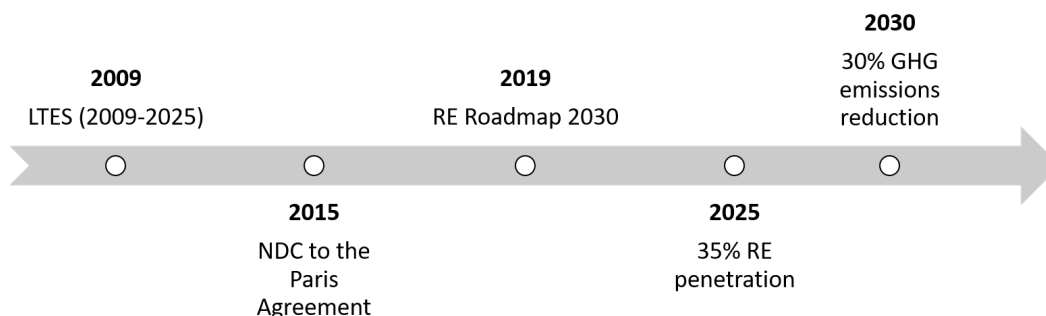 2009
LTES (2009-2025)
2015
NDC to the
Paris
Agreement
2019
RE Roadmap 2030
2025
35% RE
penetration
2030
30% GHG
emissions
reduction